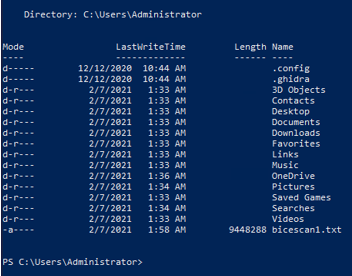 Directory: C:\Users\Administrator
Mode LastWriteTime Length Name
---- ------------- ------ ----
d----- 12/12/2020 10:44 AM .config
d----- 12/12/2020 10:44 AM .ghidra
d-r--- 2/7/2021 1:33 AM 3D Objects
d-r--- 2/7/2021 1:33 AM Contacts
d-r--- 2/7/2021 1:33 AM Desktop
d-r--- 2/7/2021 1:33 AM Documents
d-r--- 2/7/2021 1:33 AM Downloads
d-r--- 2/7/2021 1:33 AM Favorites
d-r--- 2/7/2021 1:33 AM Links
d-r--- 2/7/2021 1:33 AM Music
d-r--- 2/7/2021 1:36 AM OneDrive
d-r--- 2/7/2021 1:34 AM Pictures
d-r--- 2/7/2021 1:33 AM Saved Games
d-r--- 2/7/2021 1:34 AM Searches
d-r--- 2/7/2021 1:33 AM Videos
-a---- 2/7/2021 1:58 AM 9448288 bicescan1.txt
PS C:\Users\Administrator>